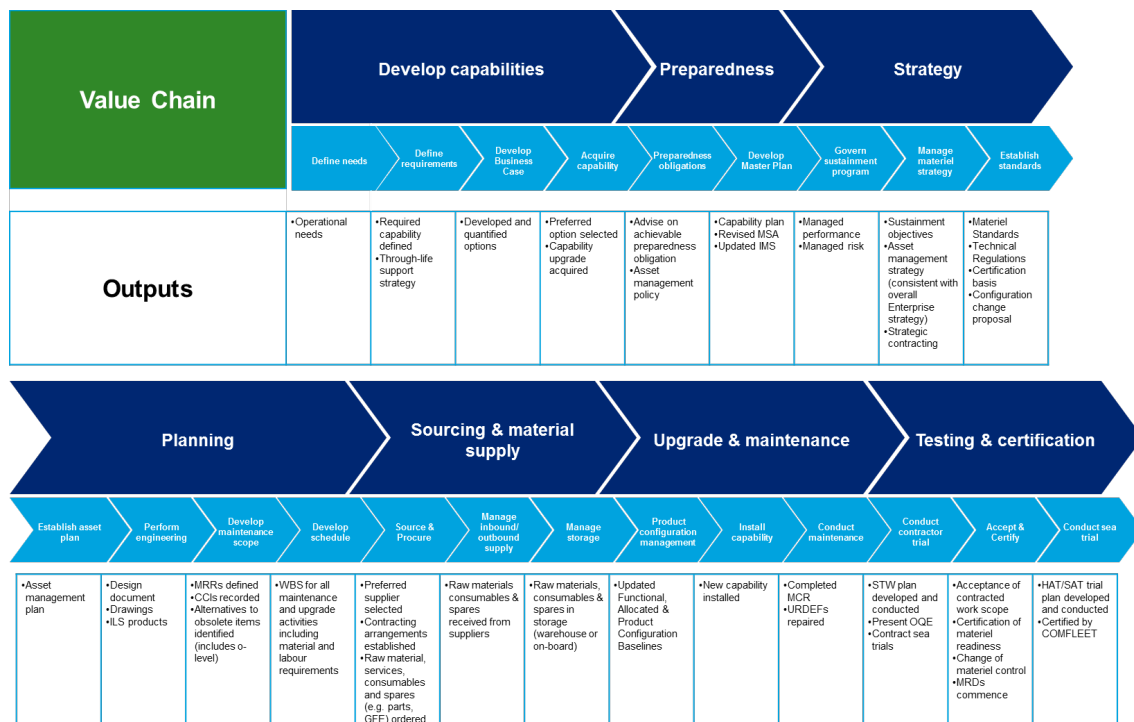 Value Chain
Develop capabilities
Preparedness
Strategy
Define needs
Define
requirements
Develop
Business
Case
Acquire
capability
Preparedness
obligations
Develop
Master Plan
Govern
sustainment
program
Manage
materiel
strategy
Establish
standards
Outputs
•Operational
needs
•Required
capability
defined
•Through-life
support
strategy
•Developed and
quantified
options
•Preferred
option selected
•Capability
upgrade
acquired
•Advise on
achievable
preparedness
obligation
•Asset
management
policy
•Capability plan
•Revised MSA
•Updated IMS
•Managed
performance
•Managed risk
•Sustainment
objectives
•Asset
management
strategy
(consistent with
overall
Enterprise
strategy)
•Strategic
contracting
•Materiel
Standards
•Technical
Regulations
•Certification
basis
•Configuration
change
proposal
Planning
Sourcing & material
supply
Upgrade & maintenance
Testing & certification
Establish asset
plan
Perform
engineering
Develop
maintenance
scope
Develop
schedule
Source &
Procure
Manage
inbound/
outbound
supply
Manage
storage
Product
configuration
management
Install
capability
Conduct
maintenance
Conduct
contractor
trial
Accept &
Certify
Conduct sea
trial
•Asset
management
plan
•Design
document
•Drawings
•ILS products
•MRRs defined
•CCIs recorded
•Alternatives to
obsolete items
identified
(includes o-
level)
•WBS for all
maintenance
and upgrade
activities
including
material and
labour
requirements
•Preferred
supplier
selected
•Contracting
arrangements
established
•Raw material,
services,
consumables
and spares
(e.g. parts,
GFE) ordered
•Raw materials
consumables &
spares
received from
suppliers
•Raw materials,
consumables &
spares in
storage
(warehouse or
on-board)
•Updated
Functional,
Allocated &
Product
Configuration
Baselines
•New capability
installed
•Completed
MCR
•URDEFs
repaired
•STW plan
developed and
conducted
•Present OQE
•Contract sea
trials
•Acceptance of
contracted
work scope
•Certification of
materiel
readiness
•Change of
materiel control
•MRDs
commence
•HAT/SAT trial
plan developed
and conducted
•Certified by
COMFLEET